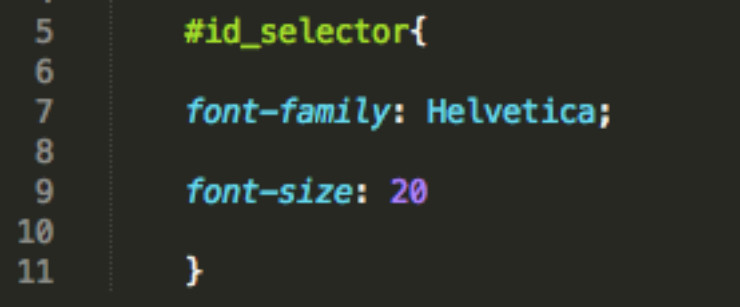 5 #id_selector{
6
7 font-family: Helvetica;
8
9 font-size: 20
10
11 }